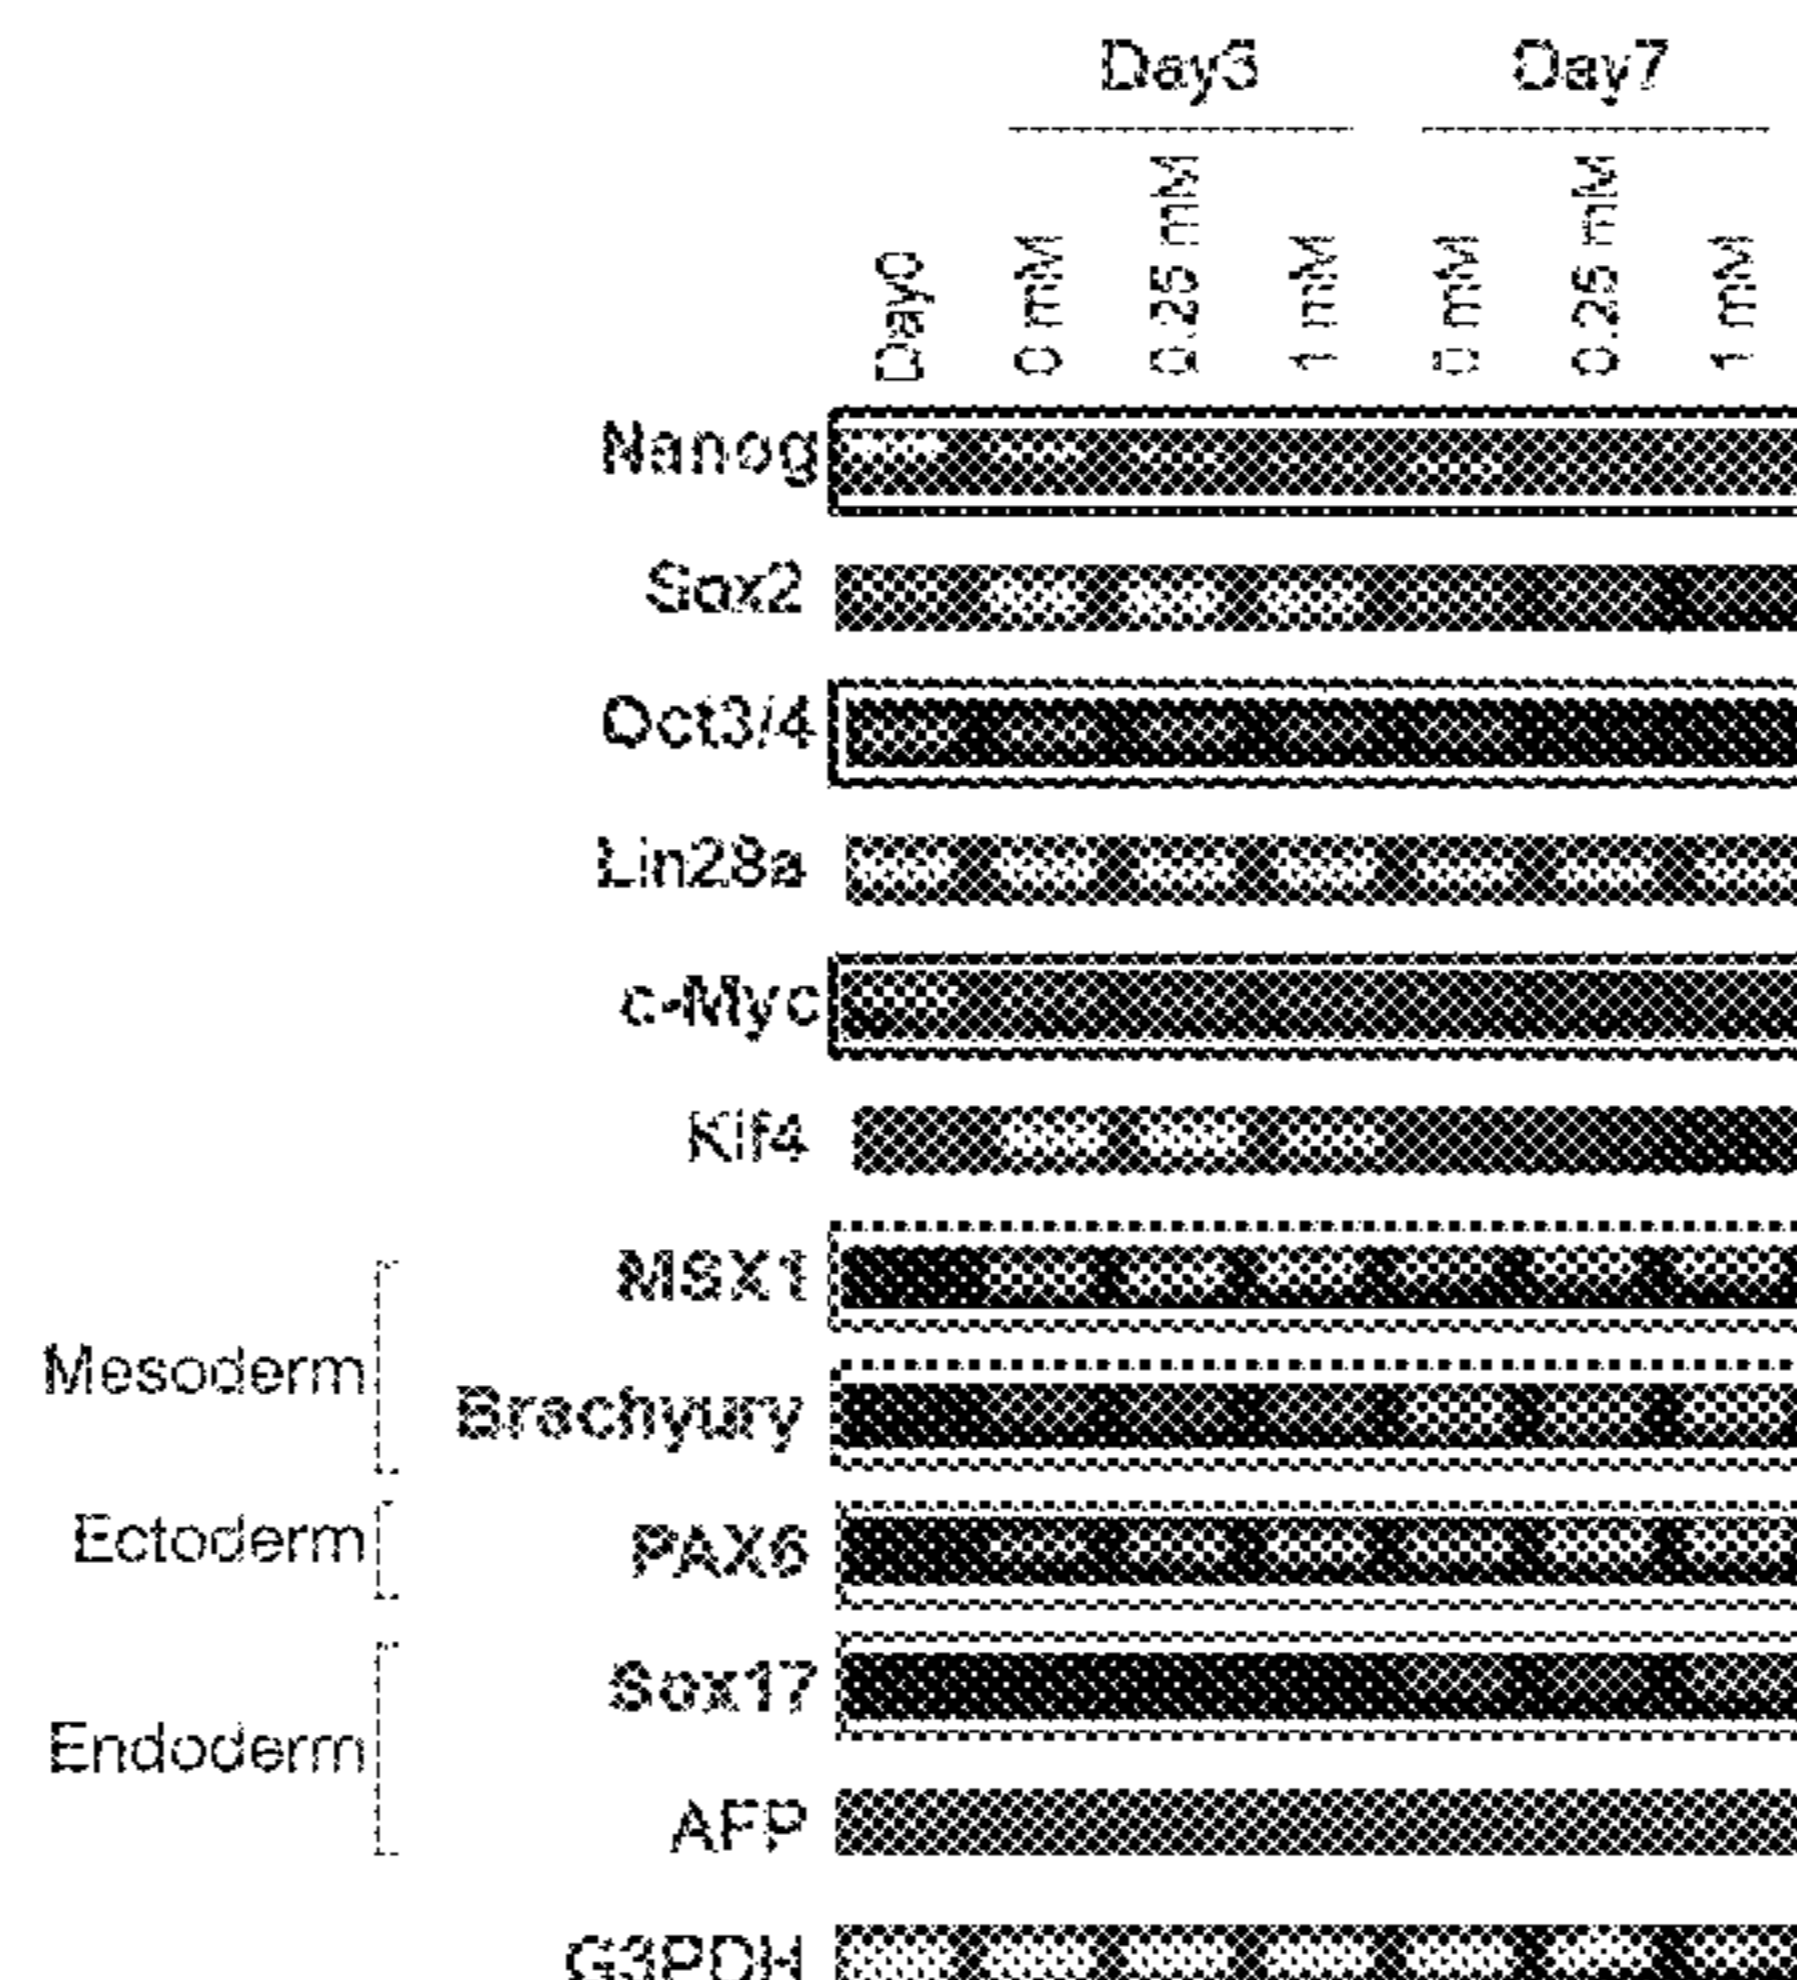 Day3 Day7
Day0 0 mM 0.25 mM 1 mM 0 mM 0.25 mM 1 mM
Nanog
Sox2
Oct3/4
Lin28a
c-Myc
Klf4
MSX1
Mesoderm
Brachyury
Ectoderm
PAX6
Sox17
Endoderm
AFP
G3PDH